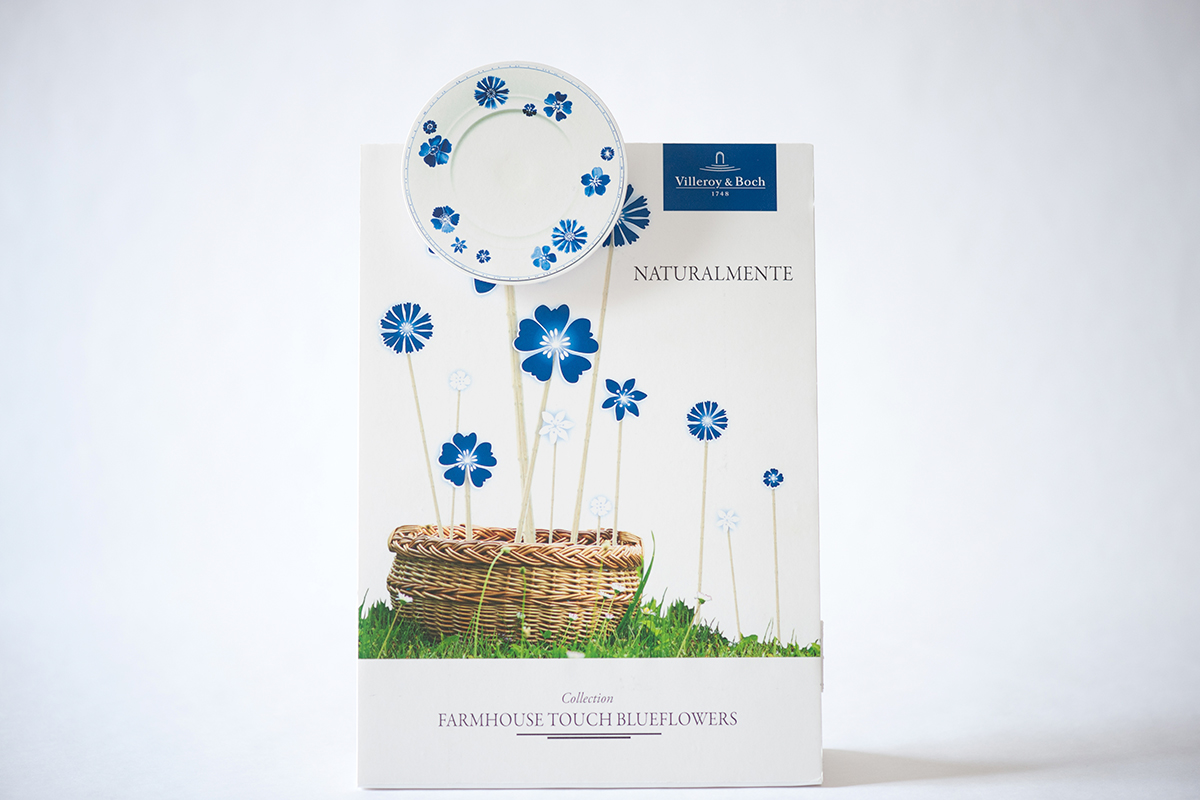 Villeroy & Boch
1748
NATURALMENTE
Collection
FARMHOUSE TOUCH BLUEFLOWERS